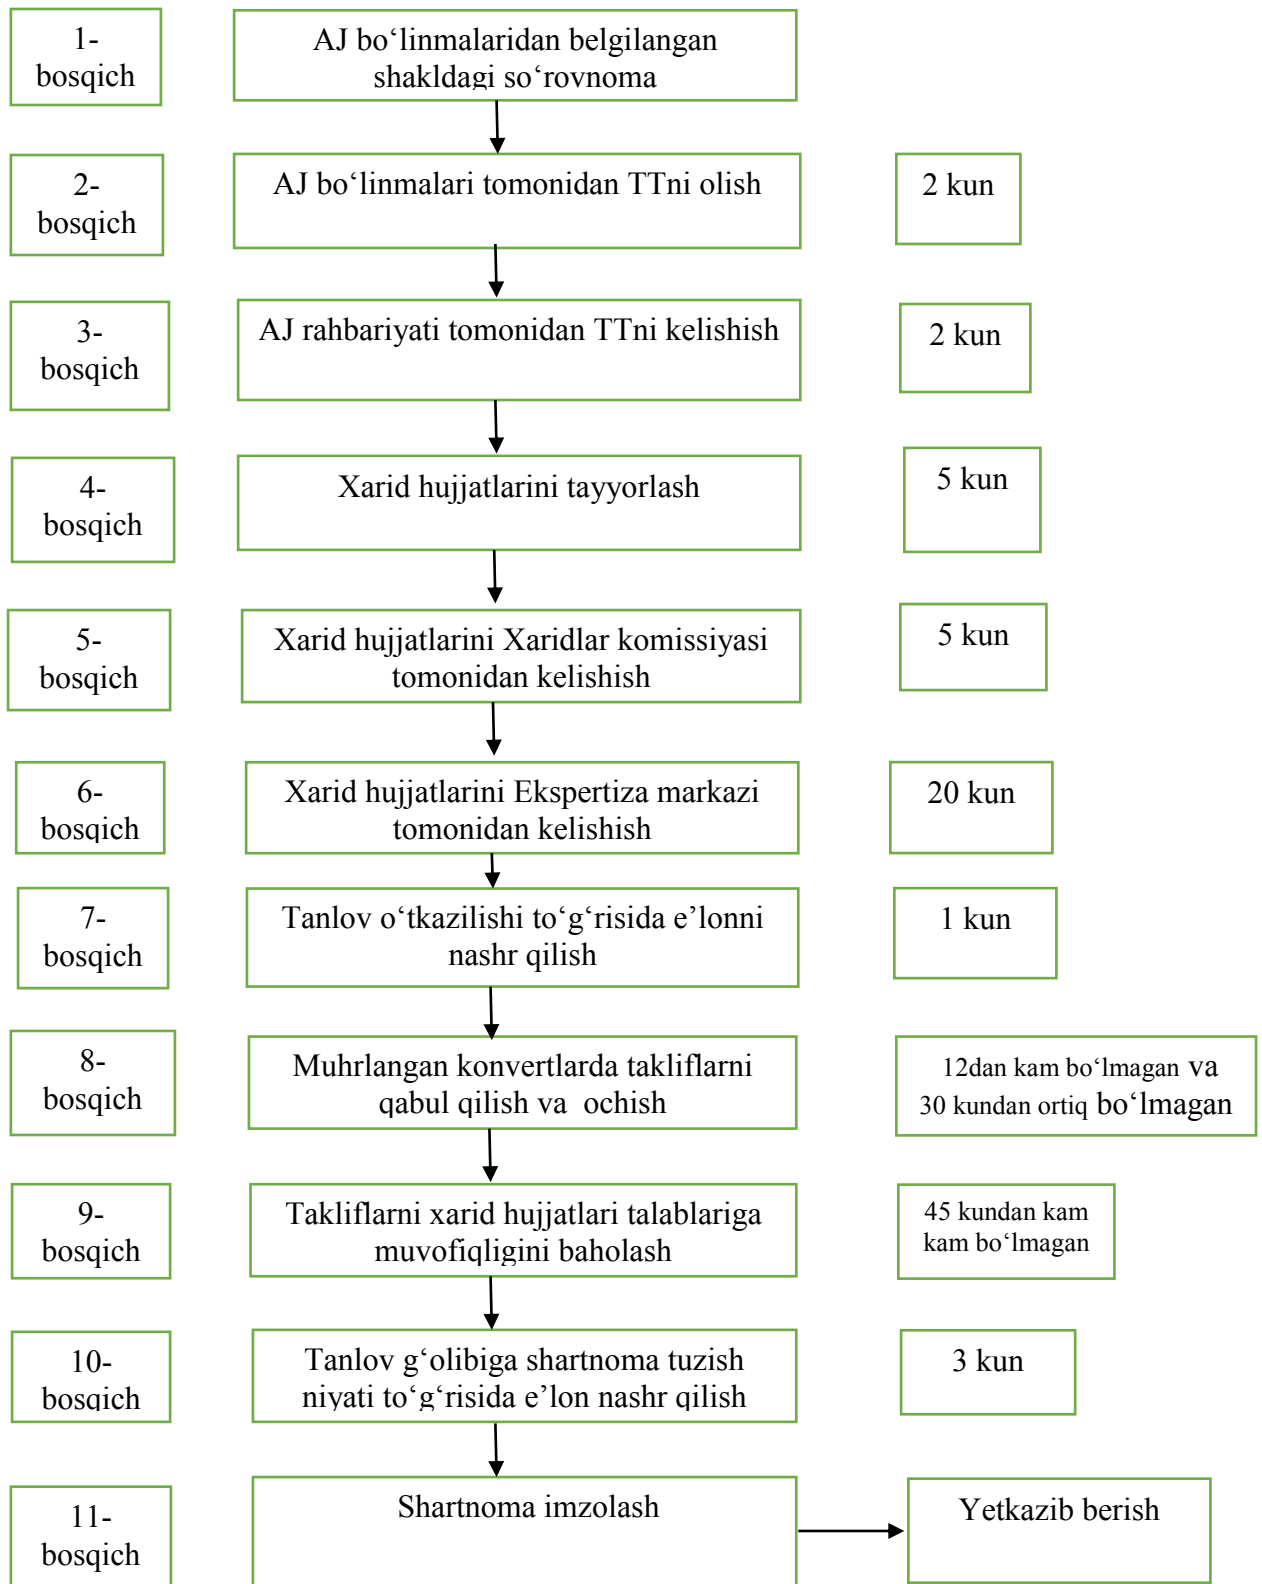 1-
bosqich
AJ bo‘linmalaridan belgilangan
shakldagi so‘rovnoma
2-
bosqich
AJ bo‘linmalari tomonidan TTni olish
2 kun
3-
bosqich
AJ rahbariyati tomonidan TTni kelishish
2 kun
4-
bosqich
Xarid hujjatlarini tayyorlash
5 kun
5-
bosqich
Xarid hujjatlarini Xaridlar komissiyasi
tomonidan kelishish
5 kun
6-
bosqich
Xarid hujjatlarini Ekspertiza markazi
tomonidan kelishish
20 kun
7-
bosqich
Tanlov o‘tkazilishi to‘g‘risida e’lonni
nashr qilish
1 kun
8-
bosqich
Muhrlangan konvertlarda takliflarni
qabul qilish va ochish
12dan kam bo‘lmagan va
30 kundan ortiq bo‘lmagan
9-
bosqich
Takliflarni xarid hujjatlari talablariga
muvofiqligini baholash
45 kundan kam
kam bo‘lmagan
10-
bosqich
Tanlov g‘olibiga shartnoma tuzish
niyati to‘g‘risida e’lon nashr qilish
3 kun
11-
bosqich
Shartnoma imzolash
Yetkazib berish